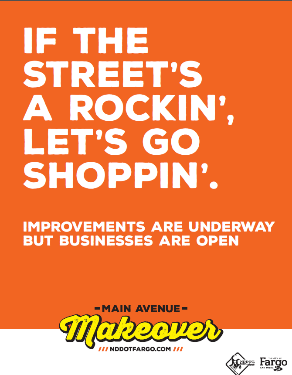 IF THE
STREET'S
A ROCKIN',
LET'S GO
SHOPPIN'.
IMPROVEMENTS ARE UNDERWAY
BUT BUSINESSES ARE OPEN
-MAIN AVENUE-
Makeover
/// NDDOTFARGO.COM ///
Fargo